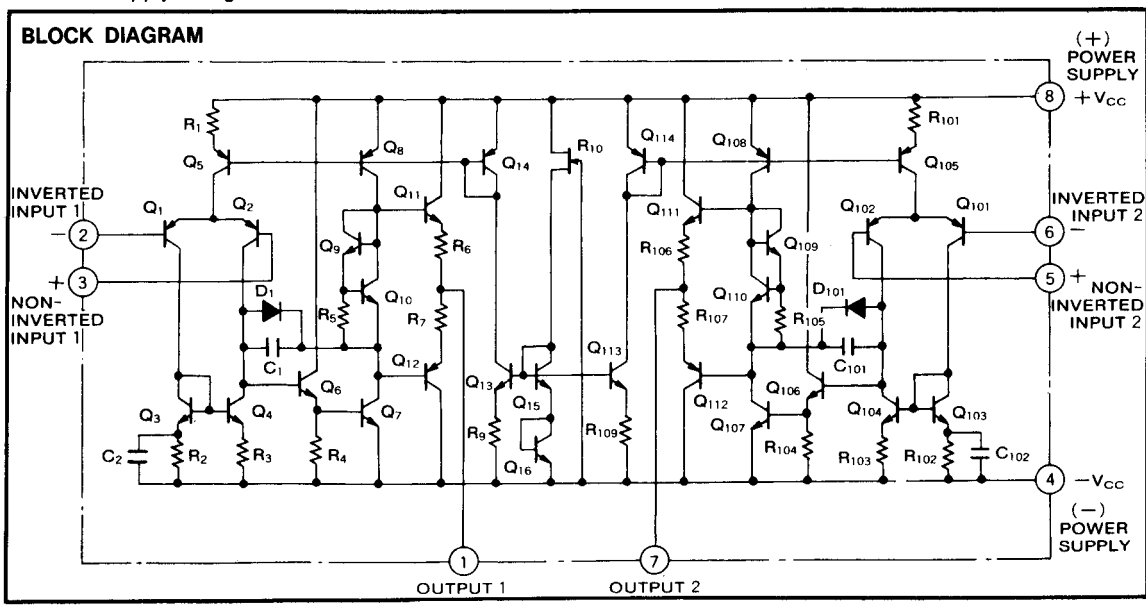 BLOCK DIAGRAM
(+)
POWER
SUPPLY
8
+VCC
R1
Q5
Q8
Q14
R10
Q114
Q108
R101
Q105
INVERTED
INPUT 1
−
2
Q1
Q2
Q11
Q111
Q102
Q101
INVERTED
INPUT 2
6
−
+
3
NON-
INVERTED
INPUT 1
Q9
R6
R106
Q109
5
+
NON-
INVERTED
INPUT 2
D1
Q10
R5
R7
Q110
R107
R105
D101
C1
Q12
Q113
C101
Q3
Q4
Q6
Q7
Q13
Q15
Q112
Q106
Q107
Q104
Q103
C2
R2
R3
R4
R9
Q16
R109
R104
R103
R102
C102
4
−VCC
(−)
POWER
SUPPLY
1
OUTPUT 1
7
OUTPUT 2